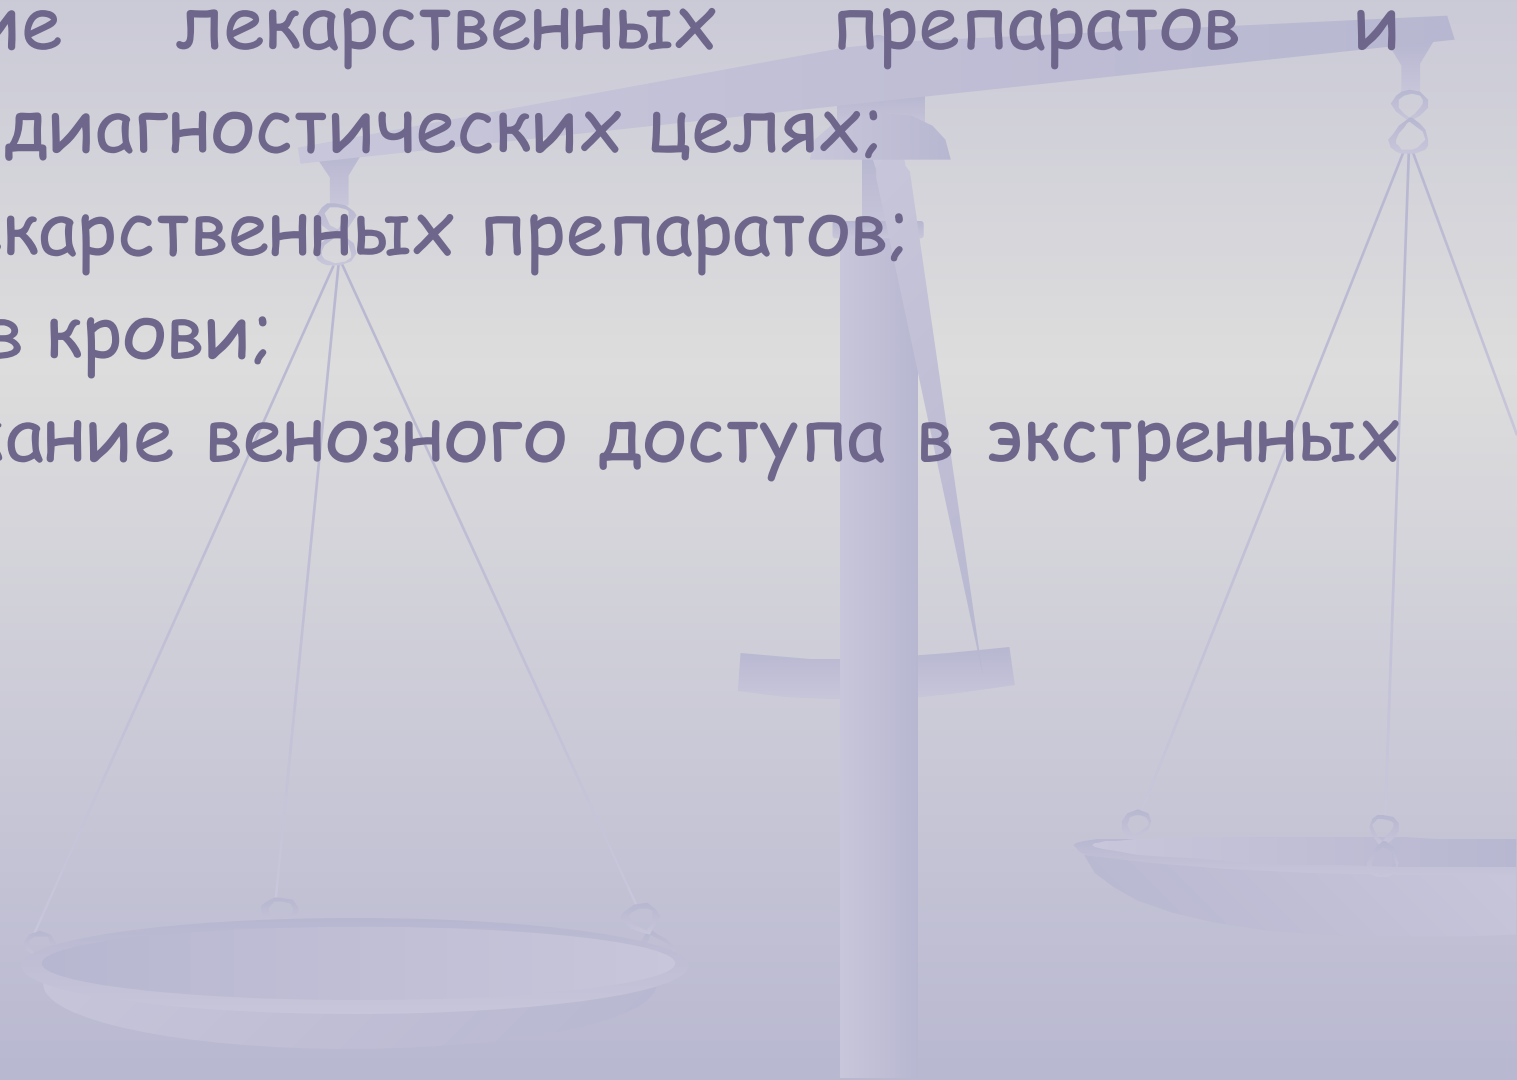 ие лекарственных препаратов и
диагностических целях;
карственных препаратов;
в крови;
ание венозного доступа в экстренных